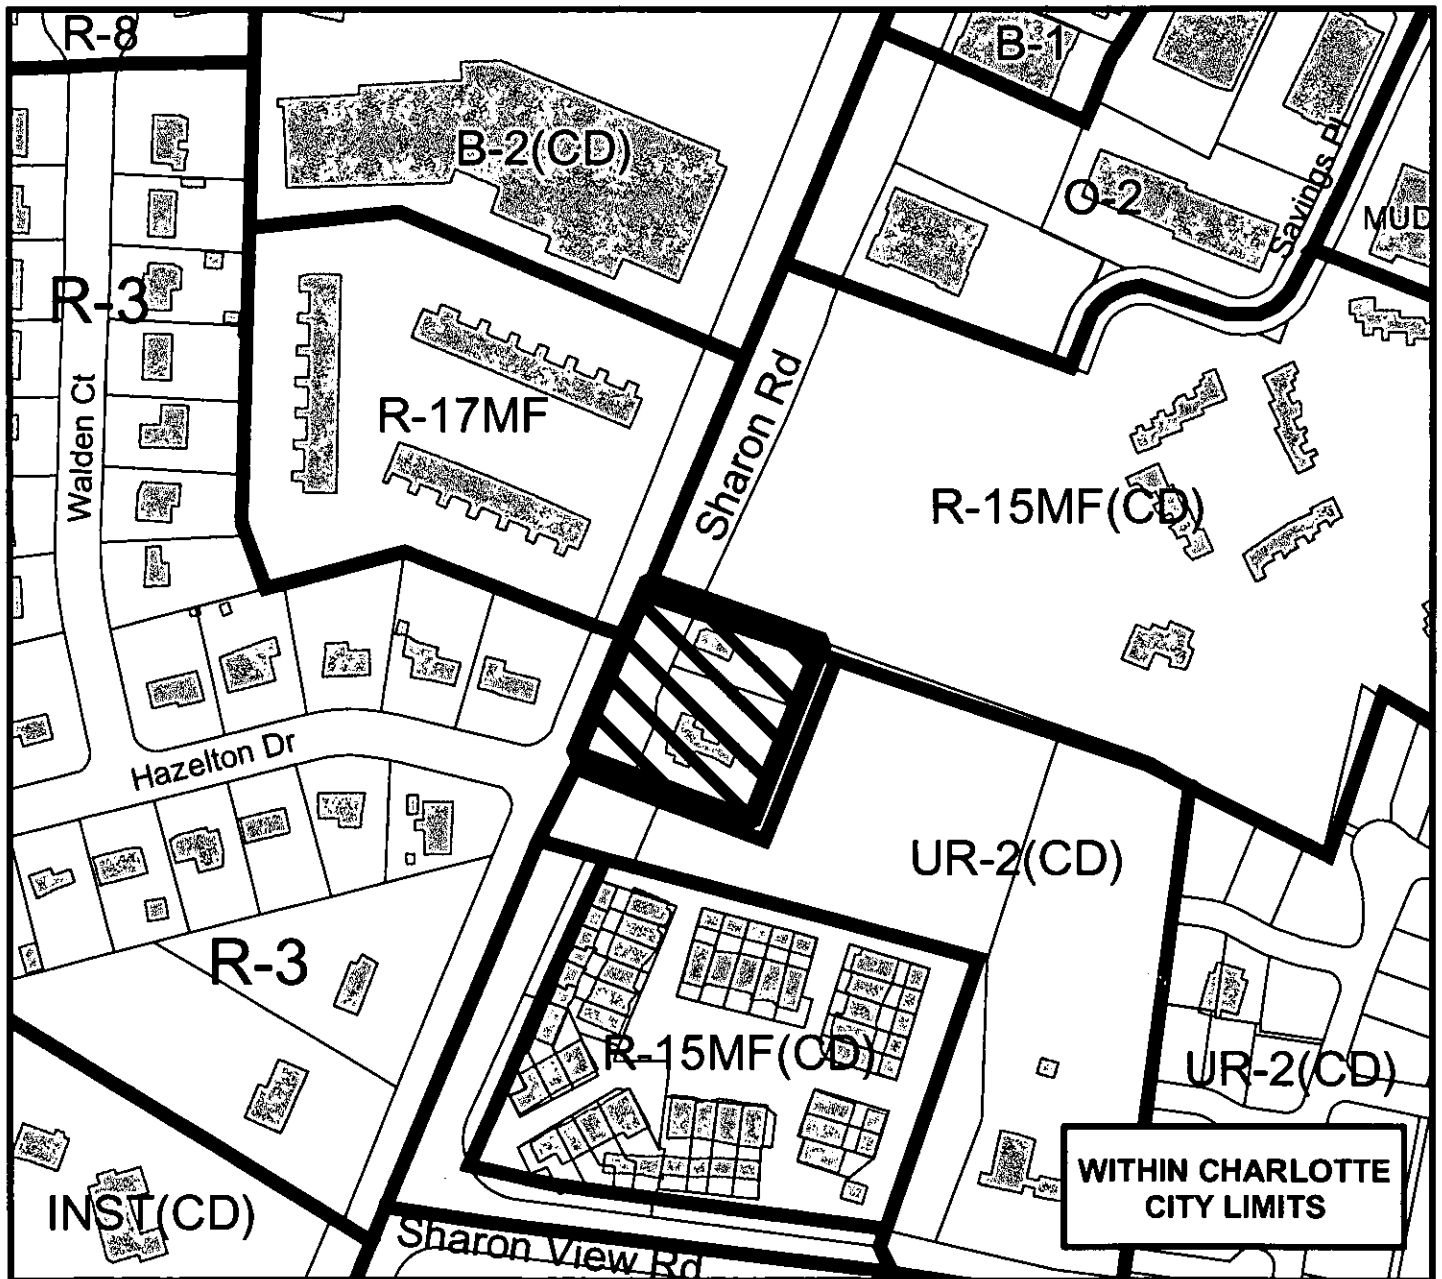 R-8
B-1
B-2(CD)
O-2
Savings Pl
MUD
R-3
Walden Ct
R-17MF
Sharon Rd
R-15MF(CD)
Hazelton Dr
UR-2(CD)
R-3
R-15MF(CD)
UR-2(CD)
INST(CD)
Sharon View Rd
WITHIN CHARLOTTE
CITY LIMITS